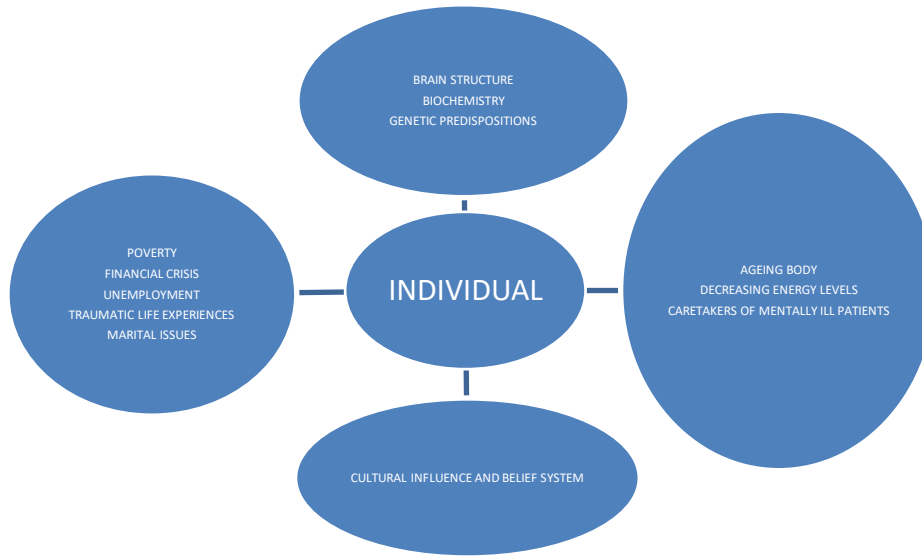 BRAIN STRUCTURE
BIOCHEMISTRY
GENETIC PREDISPOSITIONS
POVERTY
FINANCIAL CRISIS
UNEMPLOYMENT
TRAUMATIC LIFE EXPERIENCES
MARITAL ISSUES
INDIVIDUAL
AGEING BODY
DECREASING ENERGY LEVELS
CARETAKERS OF MENTALLY ILL PATIENTS
CULTURAL INFLUENCE AND BELIEF SYSTEM